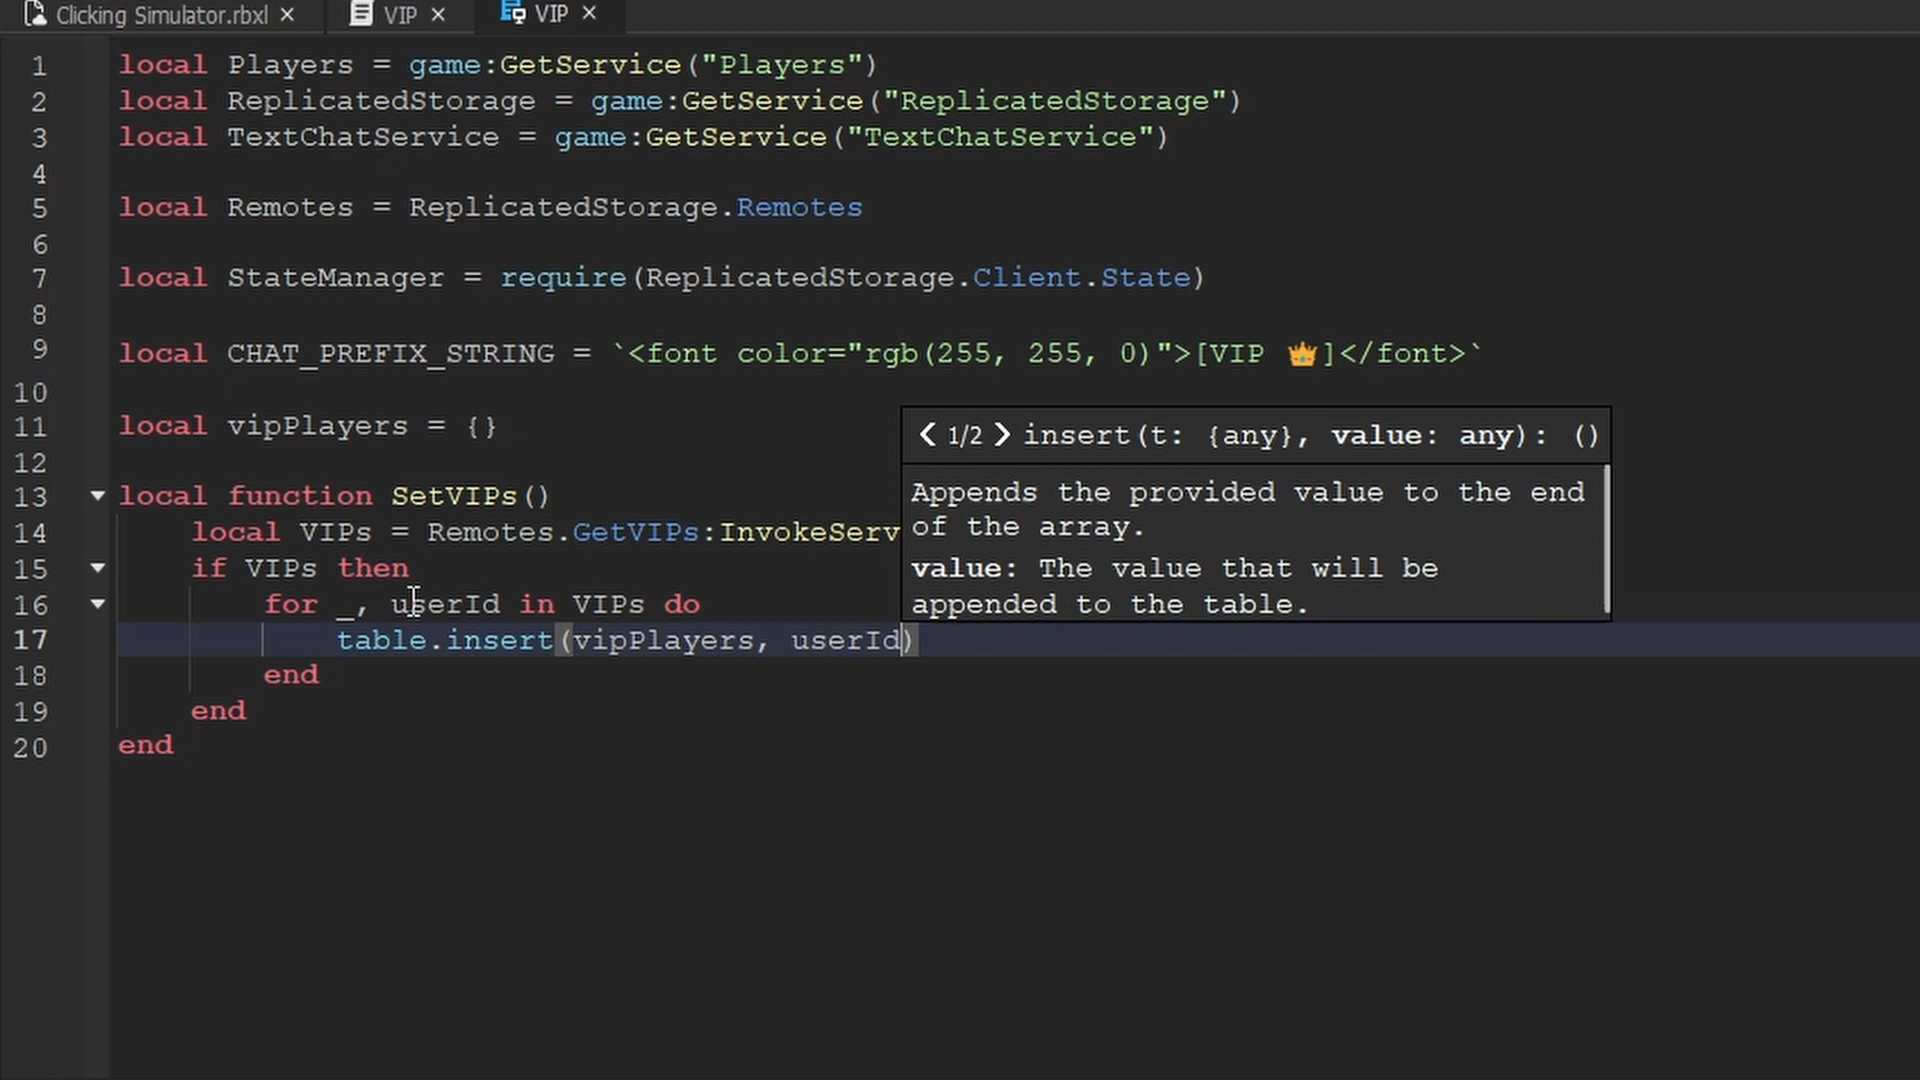 Clicking Simulator.rbxl × VIP × VIP ×
1 local Players = game:GetService("Players")
2 local ReplicatedStorage = game:GetService("ReplicatedStorage")
3 local TextChatService = game:GetService("TextChatService")
4
5 local Remotes = ReplicatedStorage.Remotes
6
7 local StateManager = require(ReplicatedStorage.Client.State)
8
9 local CHAT_PREFIX_STRING = `<font color="rgb(255, 255, 0)">[VIP 👑]</font>`
10
11 local vipPlayers = {}
12
13 local function SetVIPs()
14 local VIPs = Remotes.GetVIPs:InvokeServ
15 if VIPs then
16 for _, userId in VIPs do
17 table.insert(vipPlayers, userId)
18 end
19 end
20 end
1/2 insert(t: {any}, value: any): ()
Appends the provided value to the end
of the array.
value: The value that will be
appended to the table.